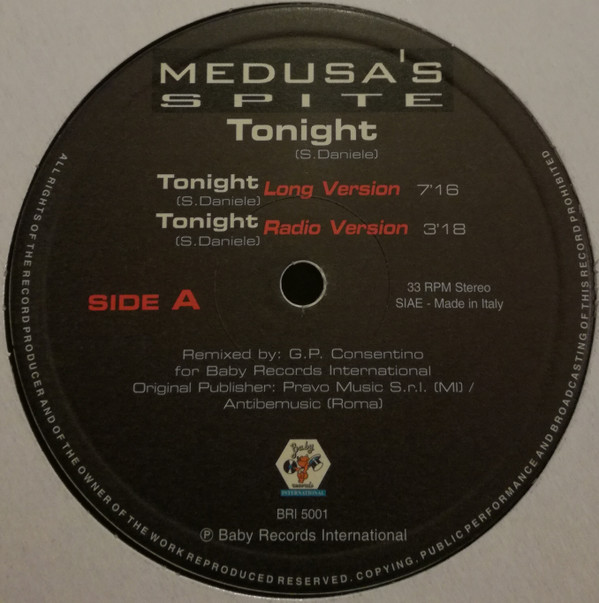 MEDUSA'S
SPITE
Tonight
(S.Daniele)
Tonight Long Version 7'16
(S.Daniele)
Tonight Radio Version 3'18
(S.Daniele)
SIDE A
33 RPM Stereo
SIAE - Made in Italy
Remixed by: G.P. Consentino
for Baby Records International
Original Publisher: Pravo Music S.r.l. (MI) /
Antibemusic (Roma)
Baby
records
INTERNATIONAL
BRI 5001
℗ Baby Records International
ALL RIGHTS OF THE RECORD PRODUCER AND OF THE OWNER OF THE WORK REPRODUCED RESERVED. COPYING, PUBLIC PERFORMANCE AND BROADCASTING OF THIS RECORD PROHIBITED